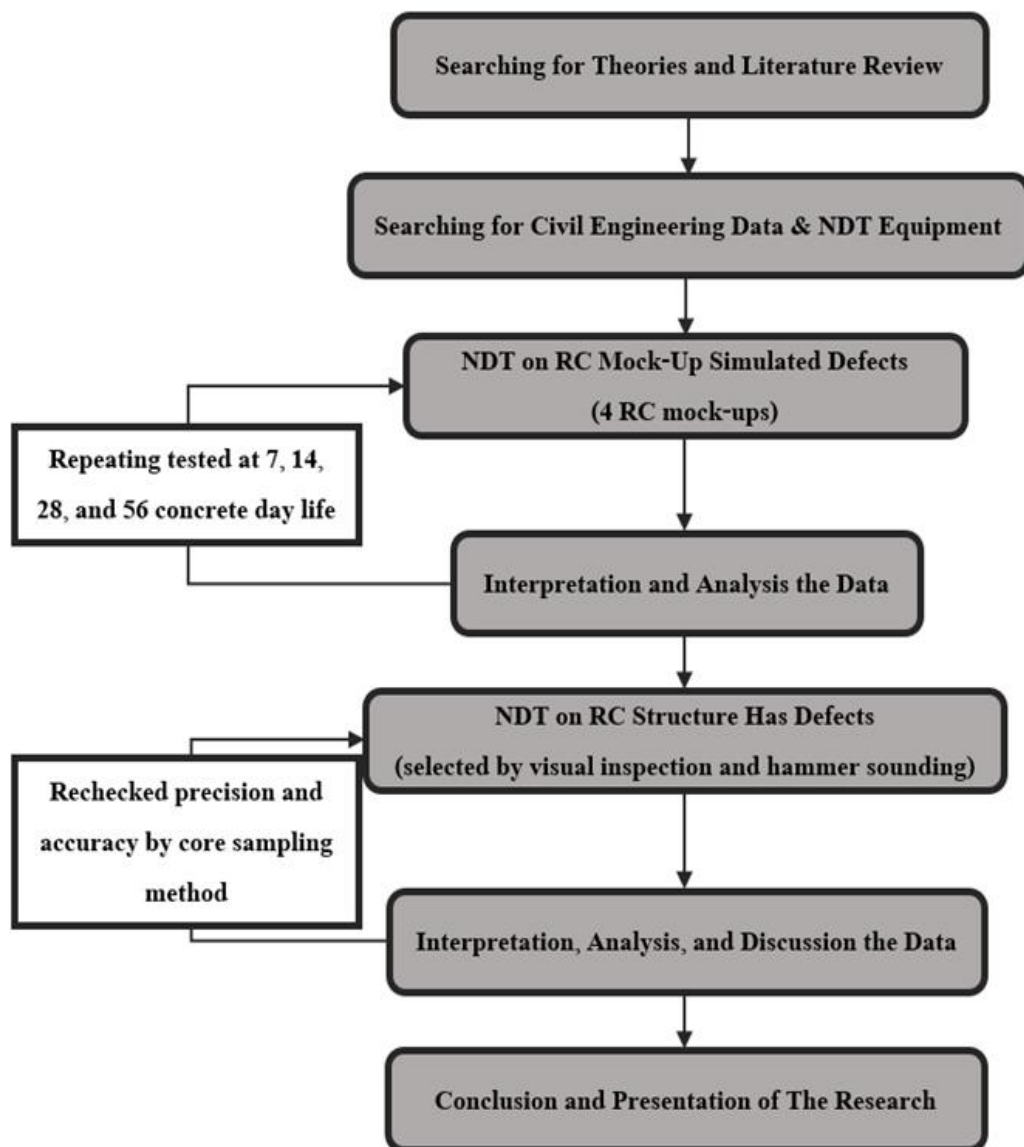 Searching for Theories and Literature Review
Searching for Civil Engineering Data & NDT Equipment
NDT on RC Mock-Up Simulated Defects
(4 RC mock-ups)
Repeating tested at 7, 14,
28, and 56 concrete day life
Interpretation and Analysis the Data
NDT on RC Structure Has Defects
(selected by visual inspection and hammer sounding)
Rechecked precision and
accuracy by core sampling
method
Interpretation, Analysis, and Discussion the Data
Conclusion and Presentation of The Research